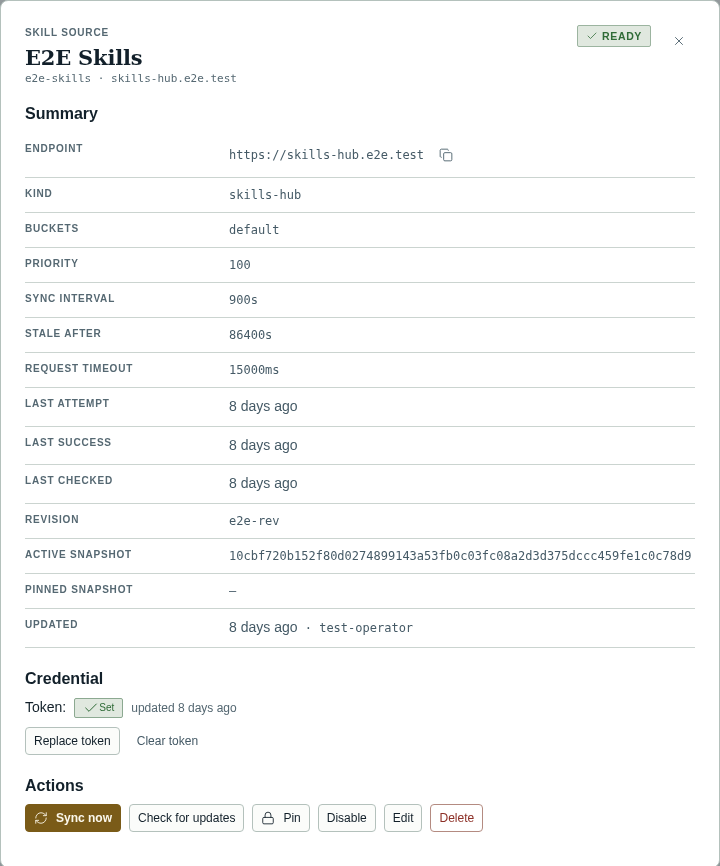 SKILL SOURCE
READY
E2E Skills
e2e-skills · skills-hub.e2e.test
Summary
ENDPOINT https://skills-hub.e2e.test
KIND skills-hub
BUCKETS default
PRIORITY 100
SYNC INTERVAL 900s
STALE AFTER 86400s
REQUEST TIMEOUT 15000ms
LAST ATTEMPT 8 days ago
LAST SUCCESS 8 days ago
LAST CHECKED 8 days ago
REVISION e2e-rev
ACTIVE SNAPSHOT 10cbf720b152f80d0274899143a53fb0c03fc08a2d3d375dccc459fe1c0c78d9
PINNED SNAPSHOT —
UPDATED 8 days ago · test-operator
Credential
Token: Set updated 8 days ago
Replace token Clear token
Actions
Sync now Check for updates Pin Disable Edit Delete